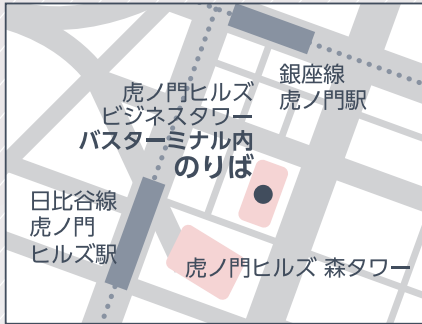 銀座線
虎ノ門駅
虎ノ門ヒルズ
ビジネスタワー
バスターミナル内
のりば
日比谷線
虎ノ門
ヒルズ駅
虎ノ門ヒルズ 森タワー